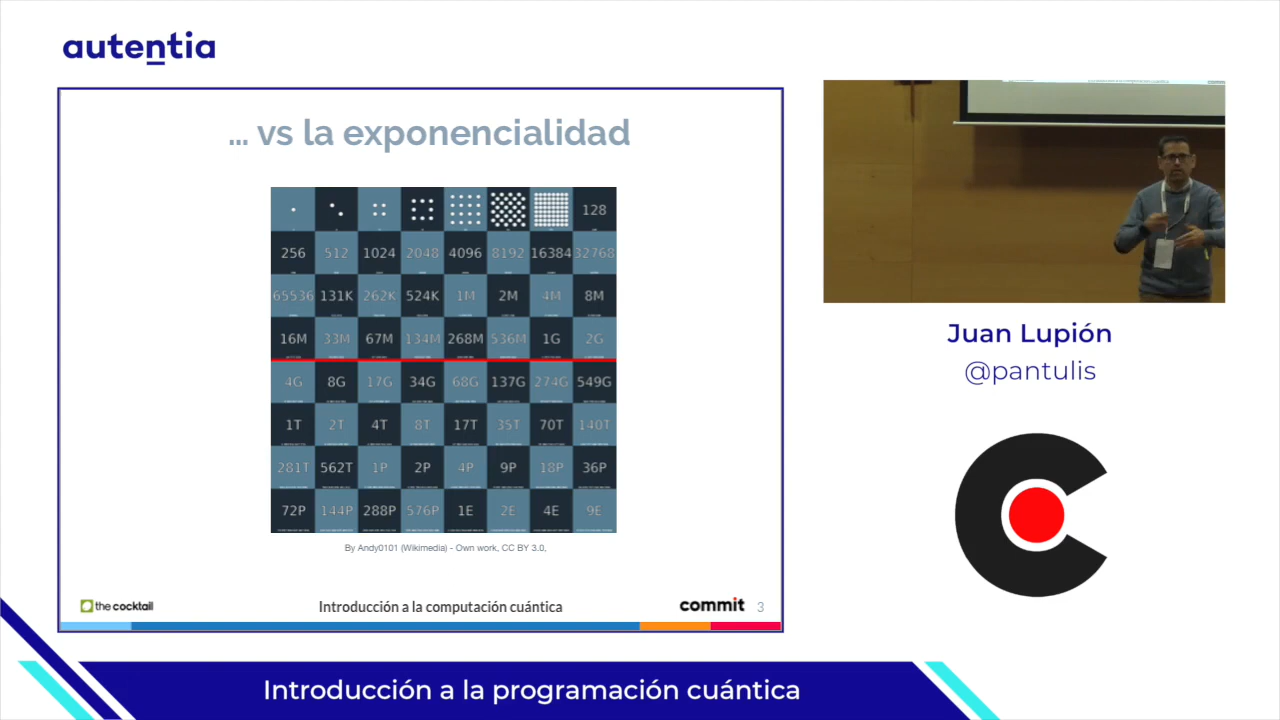 autentia
... vs la exponencialidad
128
256 512 1024 2048 4096 8192 16384 32768
65536 131K 262K 524K 1M 2M 4M 8M
16M 33M 67M 134M 268M 536M 1G 2G
4G 8G 17G 34G 68G 137G 274G 549G
1T 2T 4T 8T 17T 35T 70T 140T
281T 562T 1P 2P 4P 9P 18P 36P
72P 144P 288P 576P 1E 2E 4E 9E
By Andy0101 (Wikimedia) - Own work, CC BY 3.0,
the cocktail
Introducción a la computación cuántica
commit 3
Juan Lupión
@pantulis
Introducción a la programación cuántica